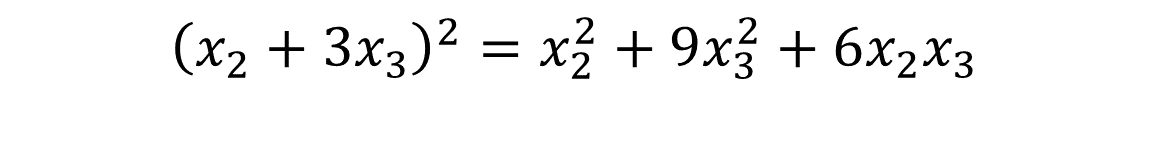 (x₂ + 3x₃)² = x₂² + 9x₃² + 6x₂x₃